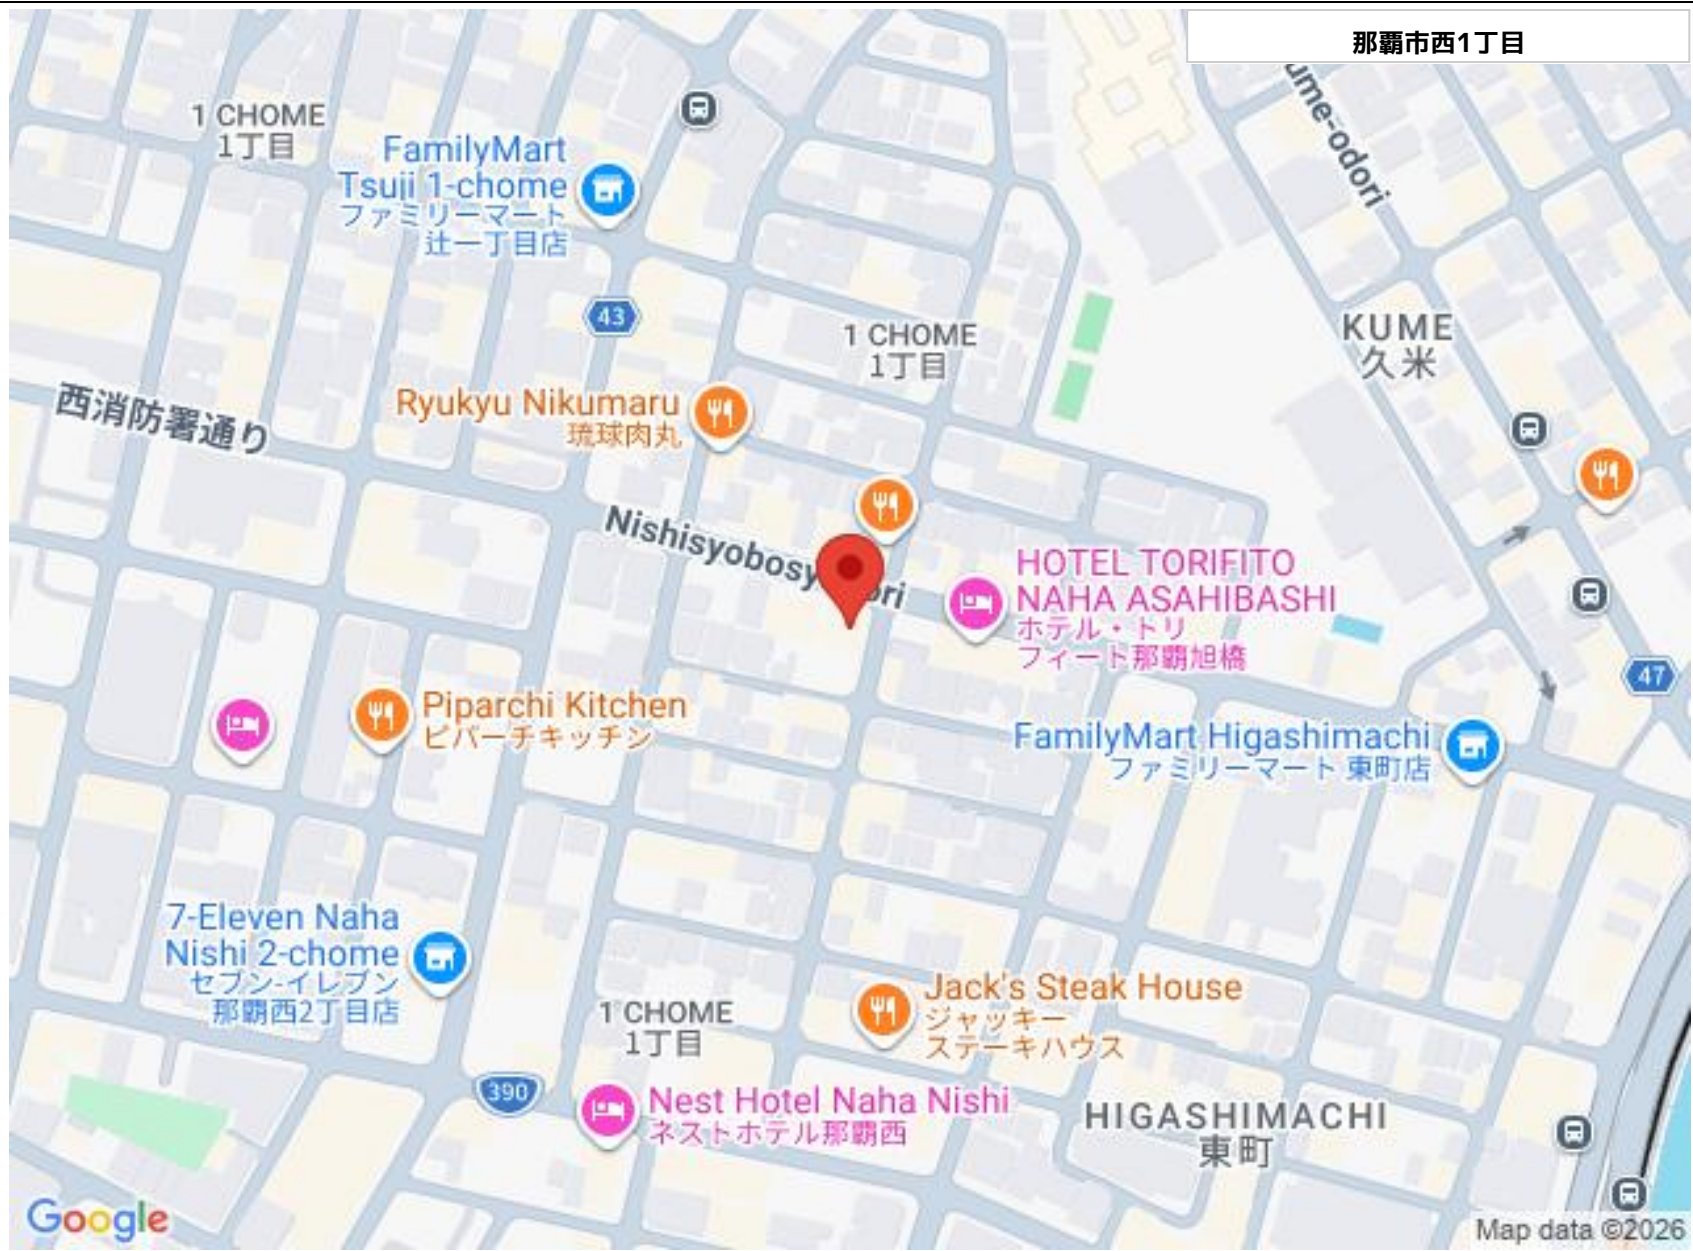 那覇市西1丁目
ume-odori
1 CHOME
1丁目
FamilyMart
Tsuji 1-chome
ファミリーマート
辻一丁目店
43
1 CHOME
1丁目
KUME
久米
西消防署通り
Ryukyu Nikumaru
琉球肉丸
Nishisyobosy
ori
HOTEL TORIFITO
NAHA ASAHIBASHI
ホテル・トリ
フィート那覇旭橋
47
Piparchi Kitchen
ピパーチキッチン
FamilyMart Higashimachi
ファミリーマート 東町店
7-Eleven Naha
Nishi 2-chome
セブン-イレブン
那覇西2丁目店
Jack's Steak House
ジャッキー
ステーキハウス
1 CHOME
1丁目
390
Nest Hotel Naha Nishi
ネストホテル那覇西
HIGASHIMACHI
東町
Google
Map data ©2026